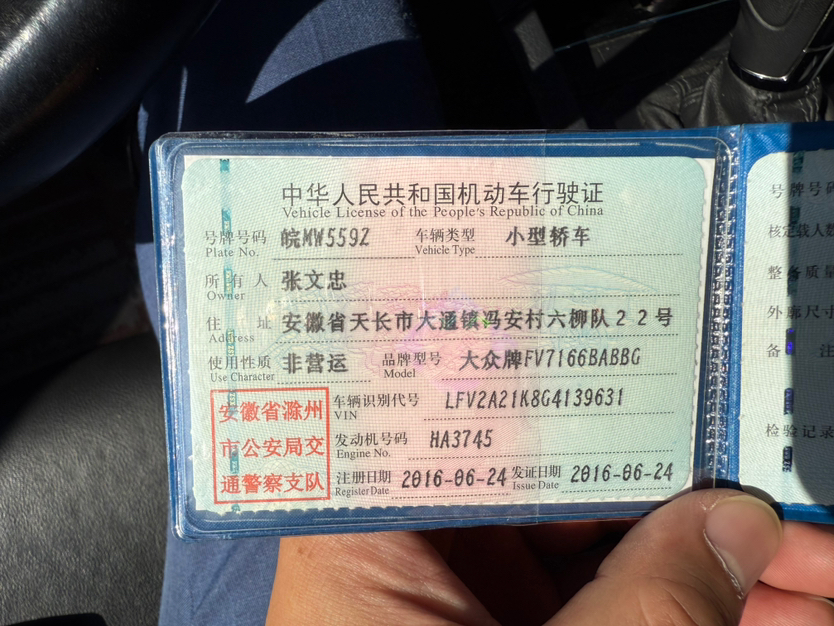 中华人民共和国机动车行驶证
Vehicle License of the People's Republic of China
号牌号码 皖MW559Z 车辆类型 小型轿车
Plate No. Vehicle Type
所有人 张文忠
Owner
住址 安徽省天长市大通镇冯安村六柳队22号
Address
使用性质 非营运 品牌型号 大众牌FV7166BABBG
Use Character Model
安徽省滁州
市公安局交
通警察支队
车辆识别代号 LFV2A21K8G4139631
VIN
发动机号码 HA3745
Engine No.
注册日期 2016-06-24 发证日期 2016-06-24
Register Date Issue Date
号牌号码
核定载人数
整备质量
外廓尺寸
备注
检验记录